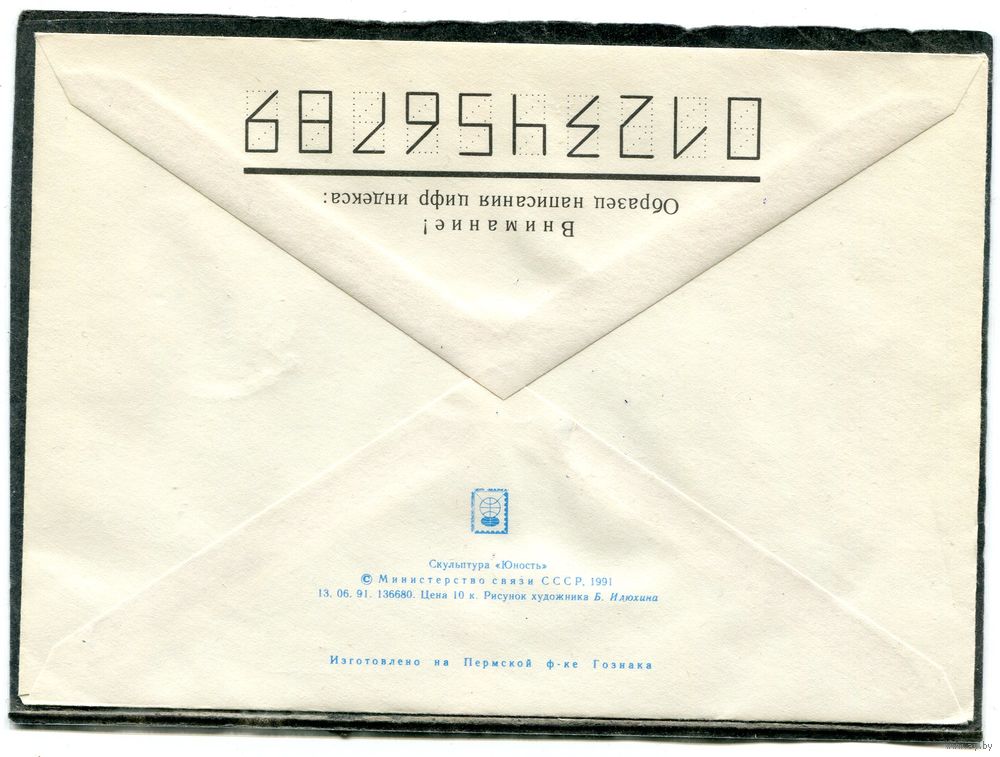 Внимание!
Образец написания цифр индекса:
0123456789
Скульптура «Юность»
© Министерство связи СССР, 1991
13. 06. 91. 136680. Цена 10 к. Рисунок художника Б. Илюхина
Изготовлено на Пермской ф-ке Гознака